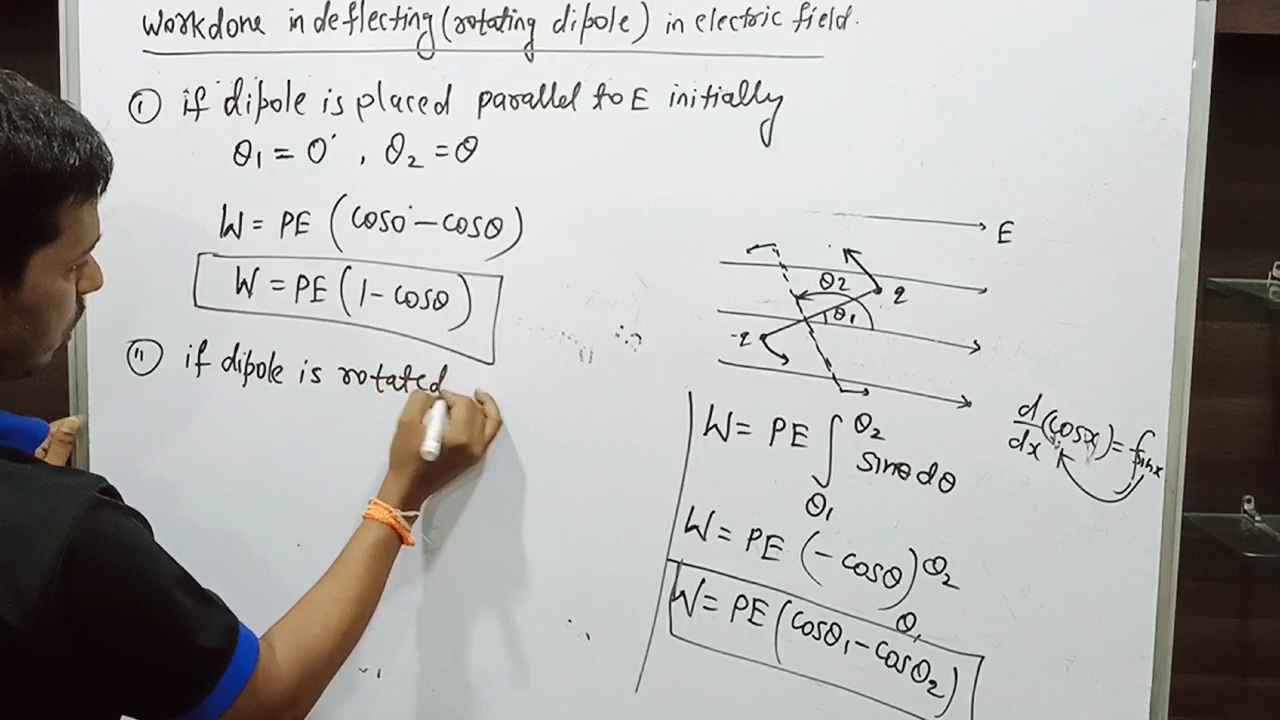 Workdone in deflecting (rotating dipole) in electric field.
(i) if dipole is placed parallel to E initially
θ₁ = 0°, θ₂ = θ
W = PE (cos0° - cosθ)
W = PE (1 - cosθ)
(ii) if dipole is rotated
E
θ2
q
θ₁
-q
W = PE ∫θ₁^θ₂ sinθ dθ
d/dx (cosx) = -sinx
W = PE (-cosθ)θ₁^θ₂
W = PE (cosθ₁ - cosθ₂)